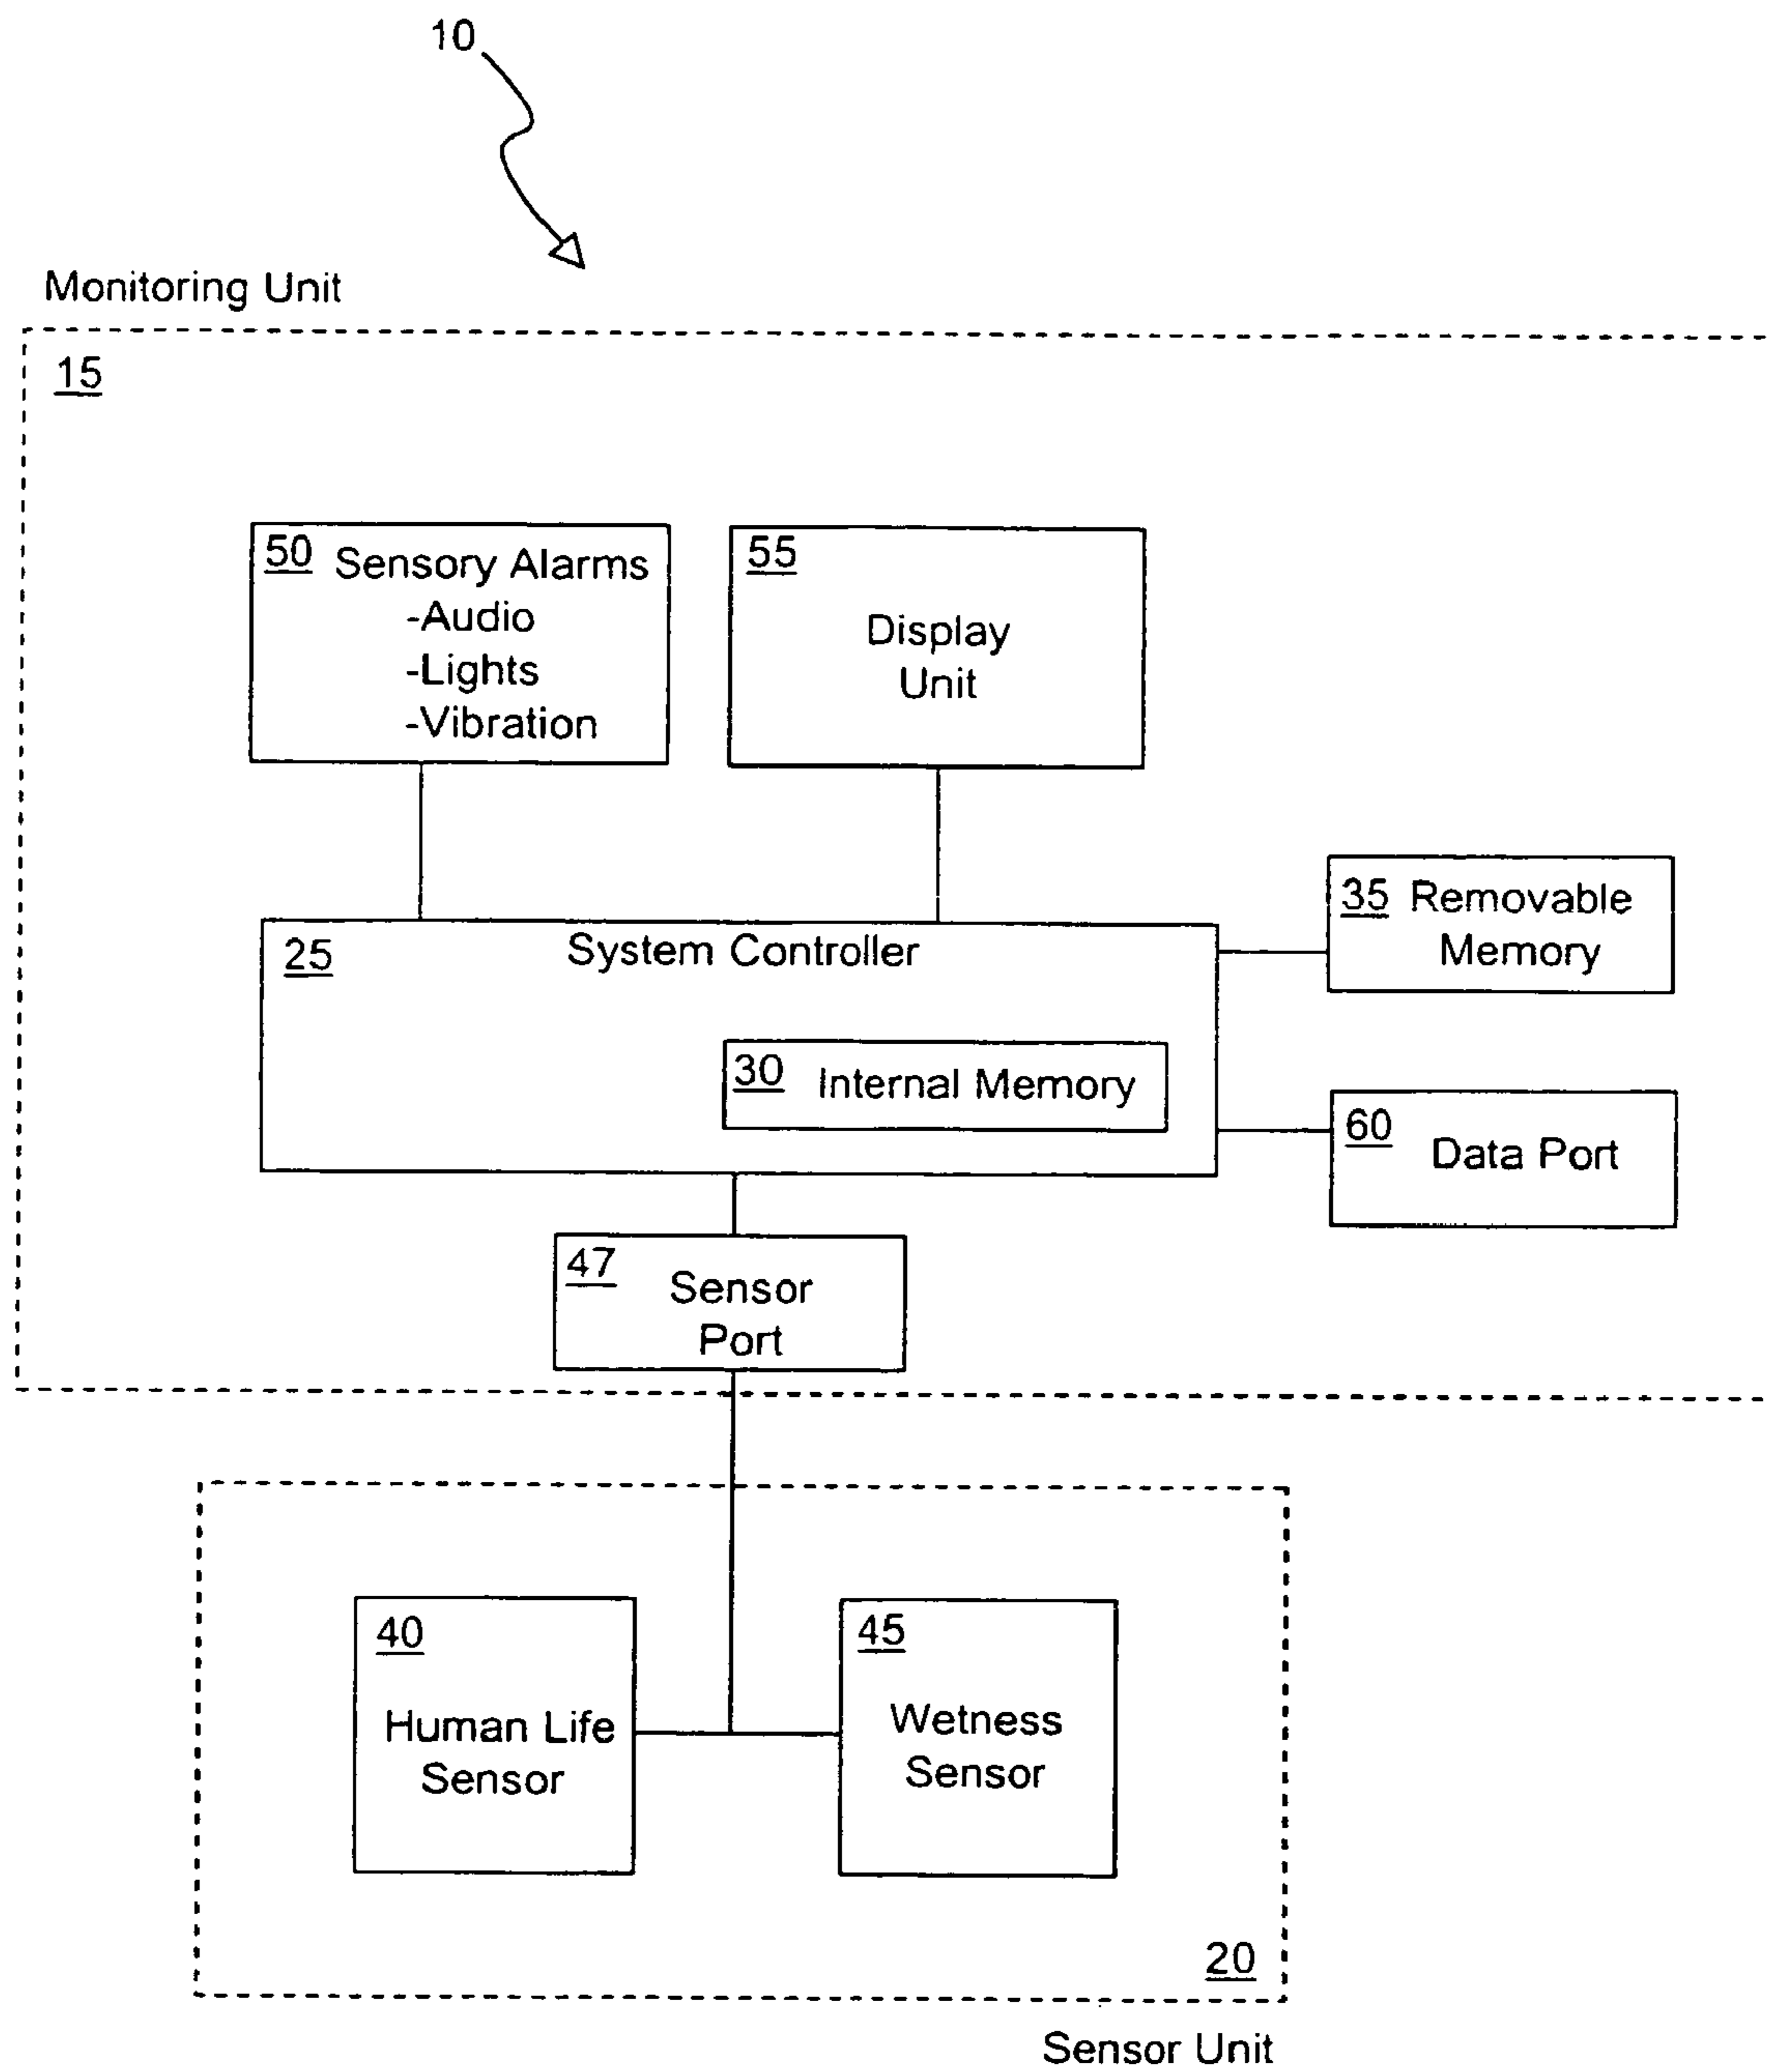 10
Monitoring Unit
15
50 Sensory Alarms
-Audio
-Lights
-Vibration
55
Display
Unit
35 Removable
Memory
25 System Controller
30 Internal Memory
60 Data Port
47
Sensor
Port
40
Human Life
Sensor
45
Wetness
Sensor
20
Sensor Unit